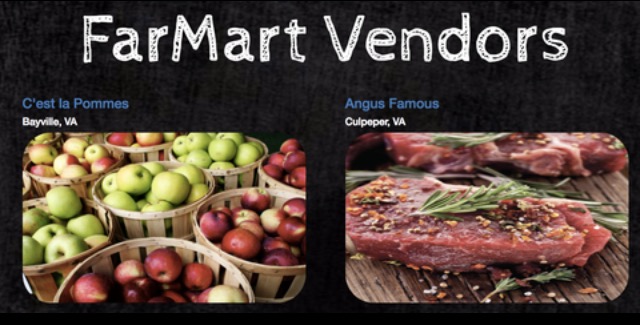 FarMart Vendors
C'est la Pommes
Bayville, VA
Angus Famous
Culpeper, VA